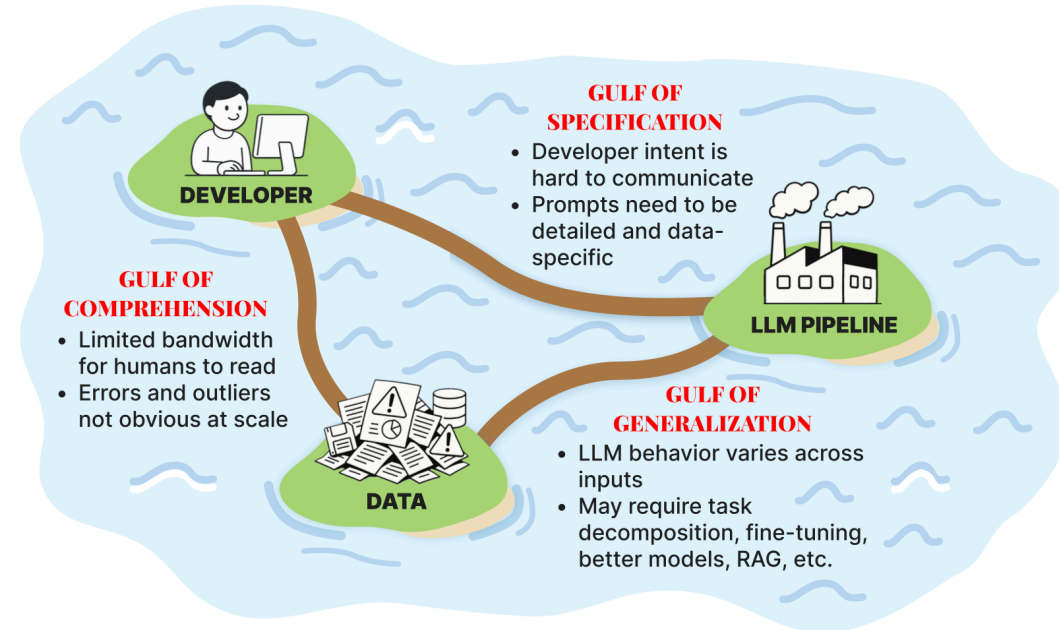 GULF OF
SPECIFICATION
• Developer intent is
hard to communicate
• Prompts need to be
detailed and data-
specific
DEVELOPER
GULF OF
COMPREHENSION
• Limited bandwidth
for humans to read
• Errors and outliers
not obvious at scale
LLM PIPELINE
GULF OF
GENERALIZATION
• LLM behavior varies across
inputs
• May require task
decomposition, fine-tuning,
better models, RAG, etc.
DATA